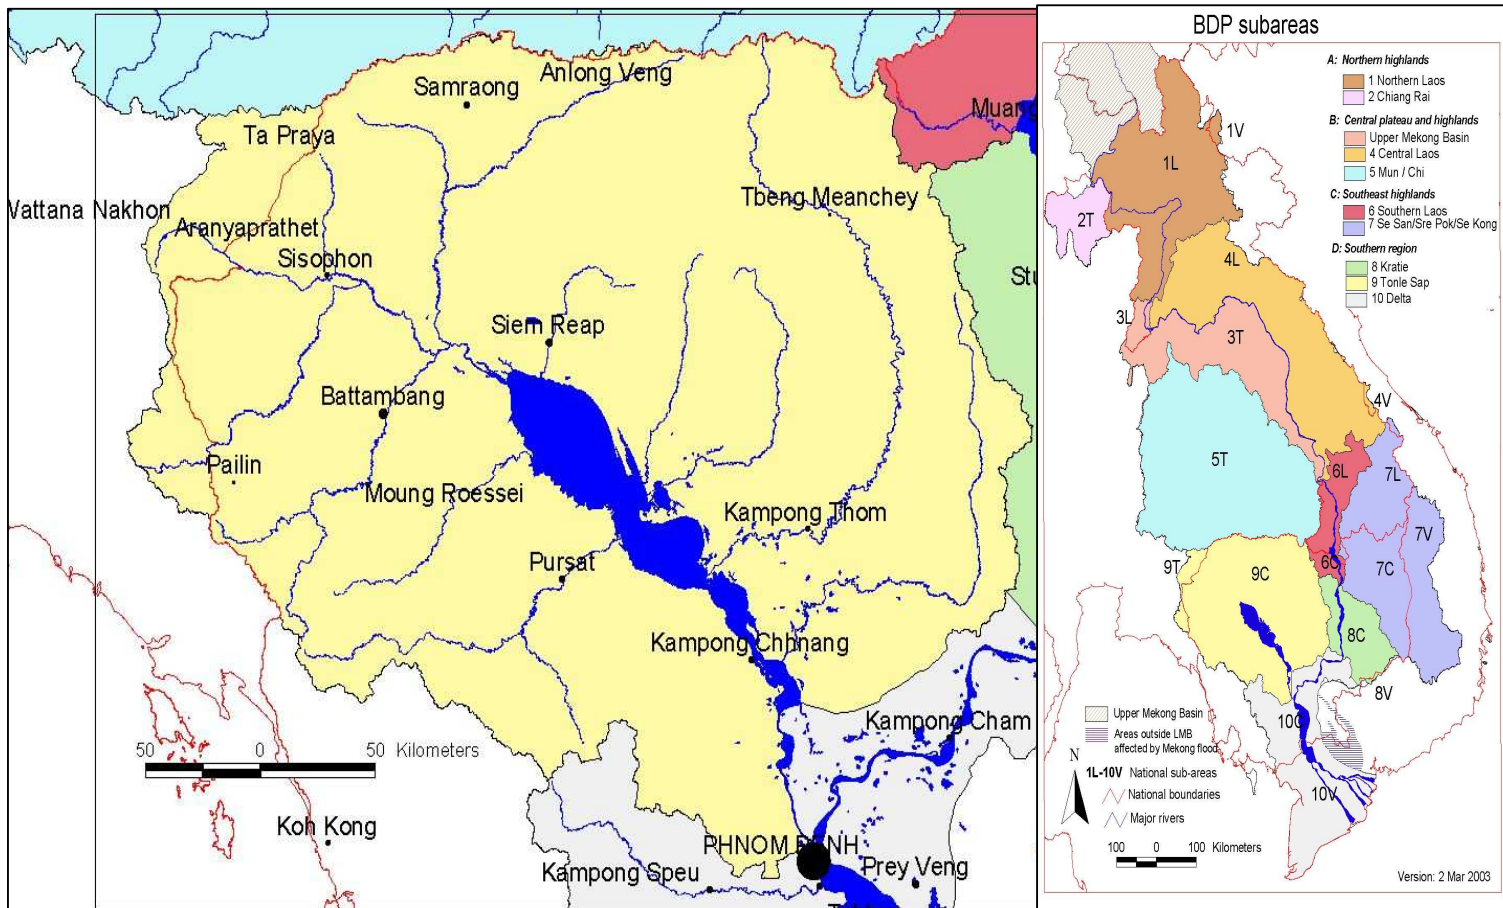 Samraong
Anlong Veng
Ta Praya
Muang
Tbeng Meanchey
Vattana Nakhon
Aranyaprathet
Sisophon
Siem Reap
Battambang
Pailin
Moung Roessei
Kampong Thom
Pursat
Kampong Chhnang
Kampong Cham
50 0 50 Kilometers
Koh Kong
PHNOM PENH
Kampong Speu
Prey Veng
BDP subareas
A: Northern highlands
1 Northern Laos
2 Chiang Rai
B: Central plateau and highlands
Upper Mekong Basin
4 Central Laos
5 Mun / Chi
C: Southeast highlands
6 Southern Laos
7 Se San/Sre Pok/Se Kong
D: Southern region
8 Kratie
9 Tonle Sap
10 Delta
1V
1L
2T
4L
3L
3T
4V
5T
6L
7L
7V
9T
9C
6C
7C
8C
8V
10C
10V
Upper Mekong Basin
Areas outside LMB
affected by Mekong flood
N
1L-10V National sub-areas
National boundaries
Major rivers
100 0 100 Kilometers
Version: 2 Mar 2003